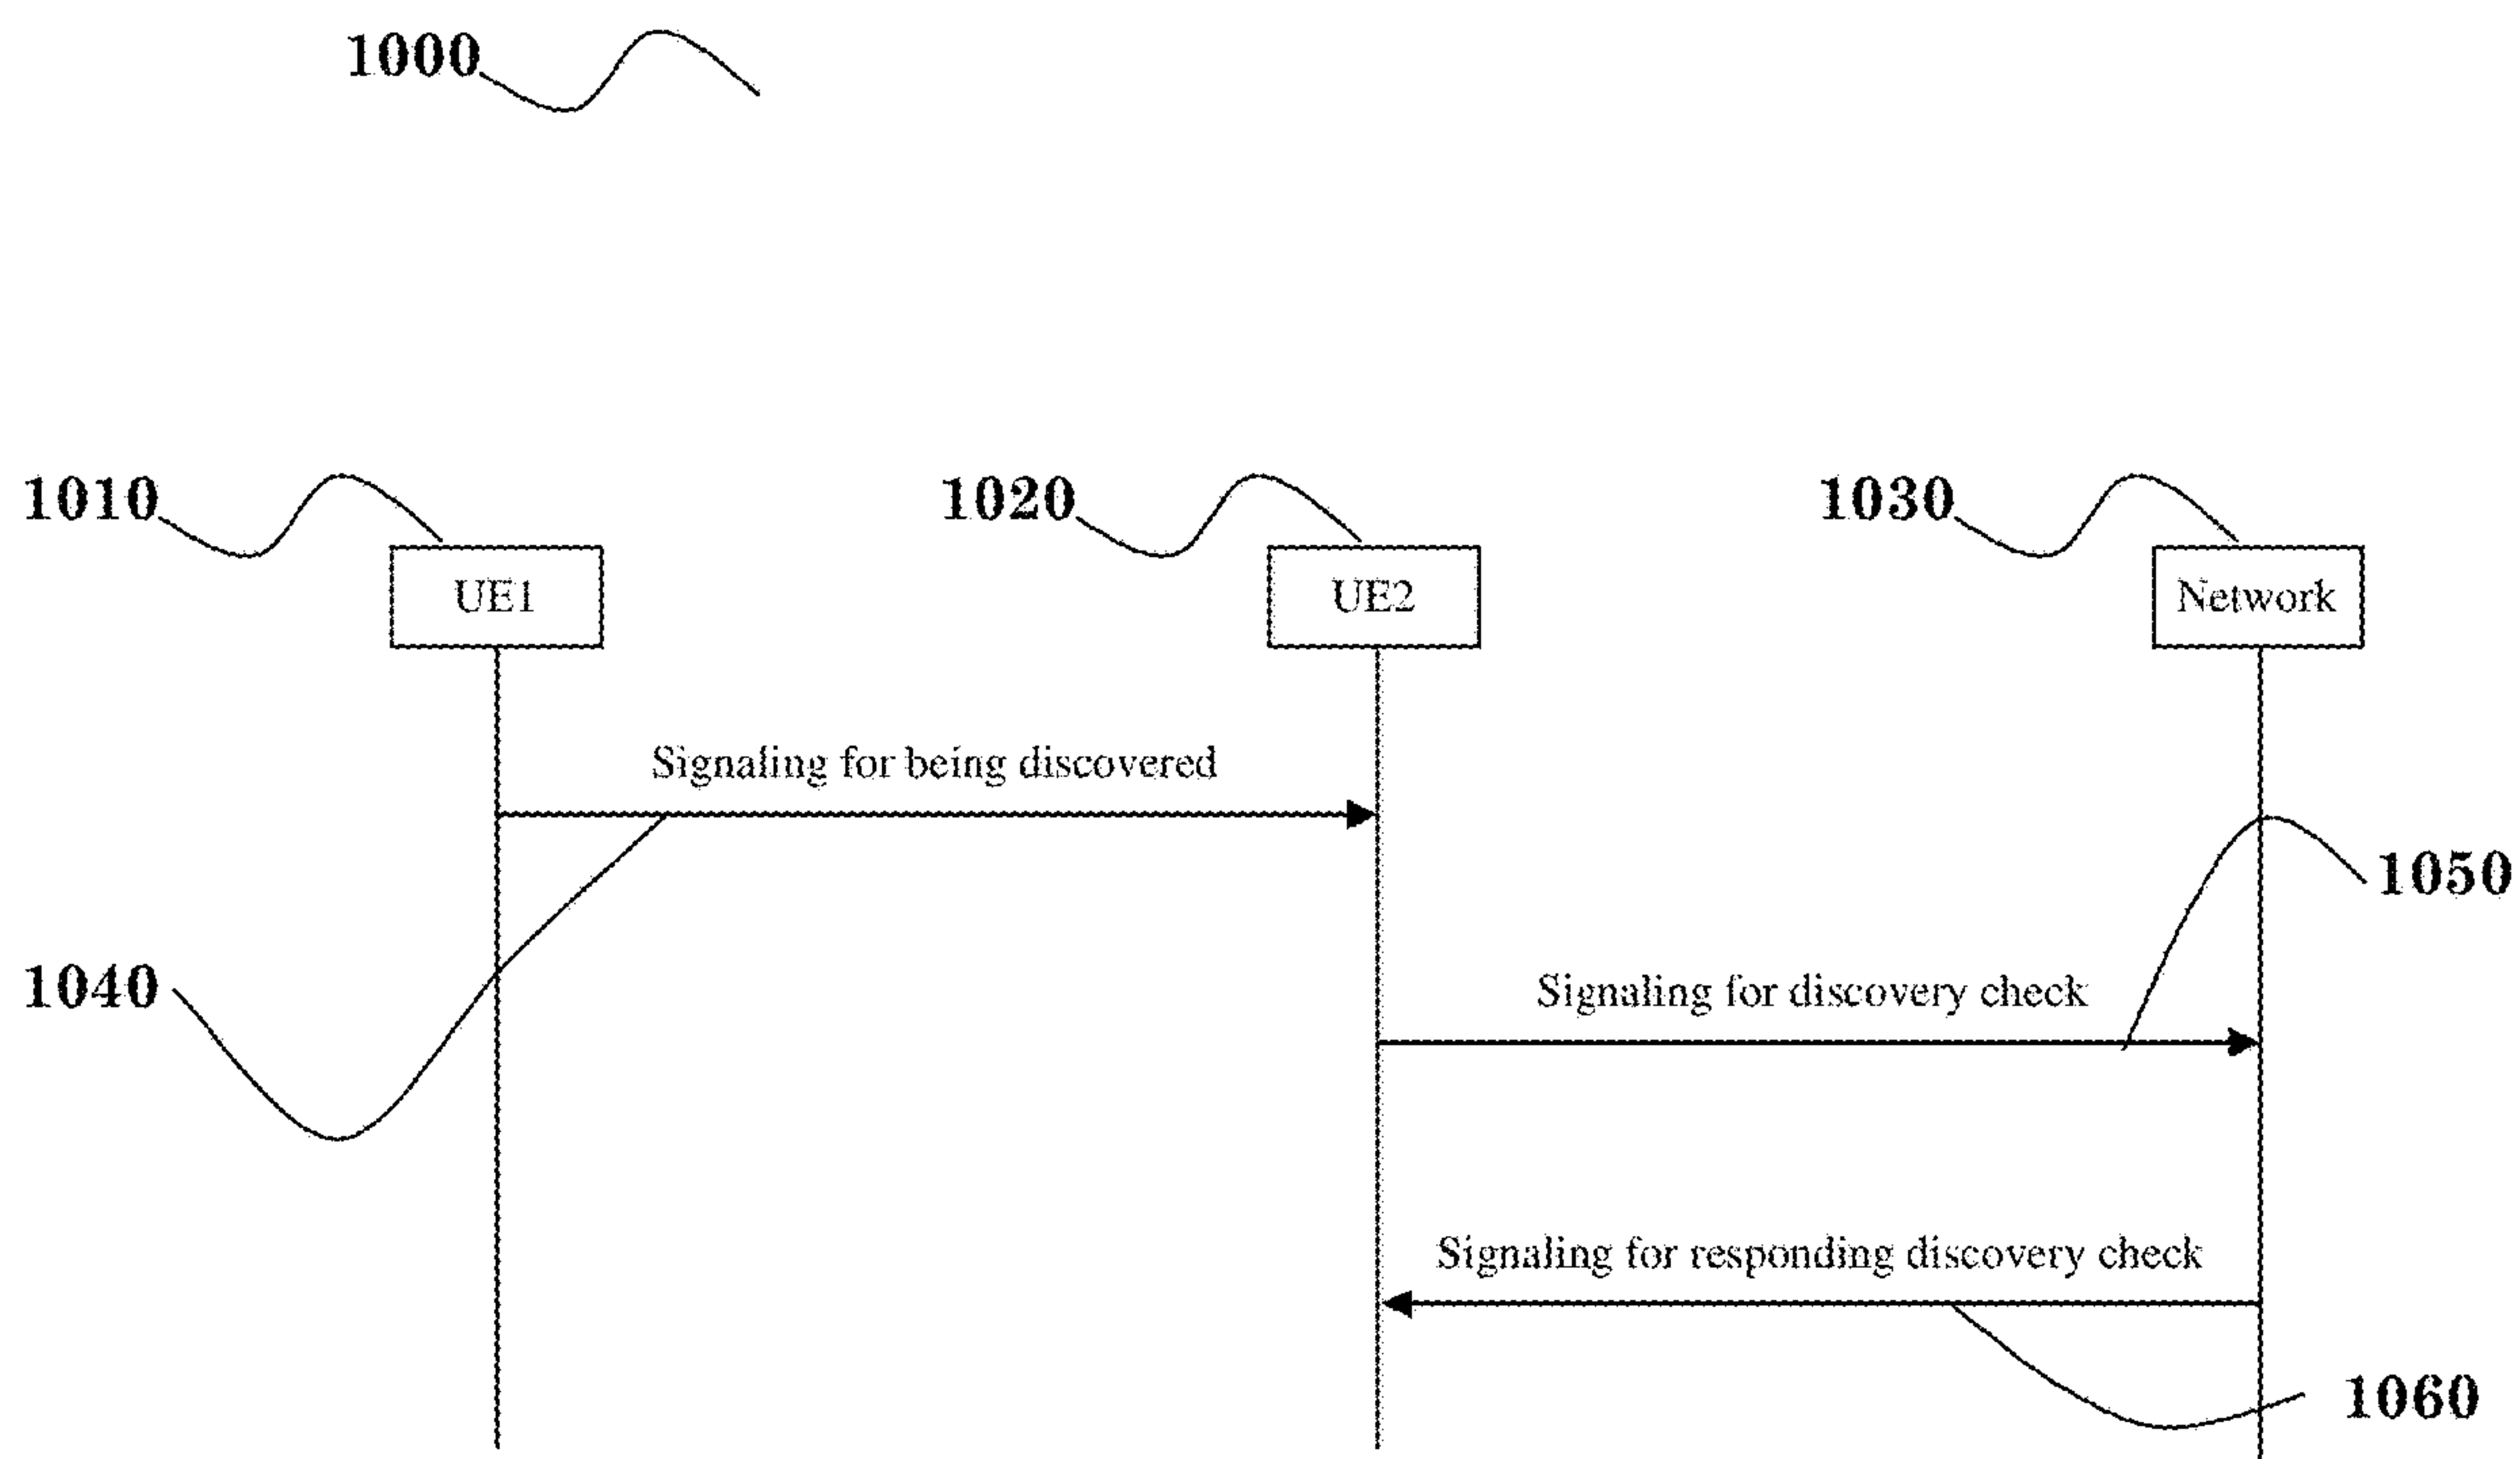 1000
1010
1020
1030
UE1
UE2
Network
Signaling for being discovered
1050
1040
Signaling for discovery check
Signaling for responding discovery check
1060